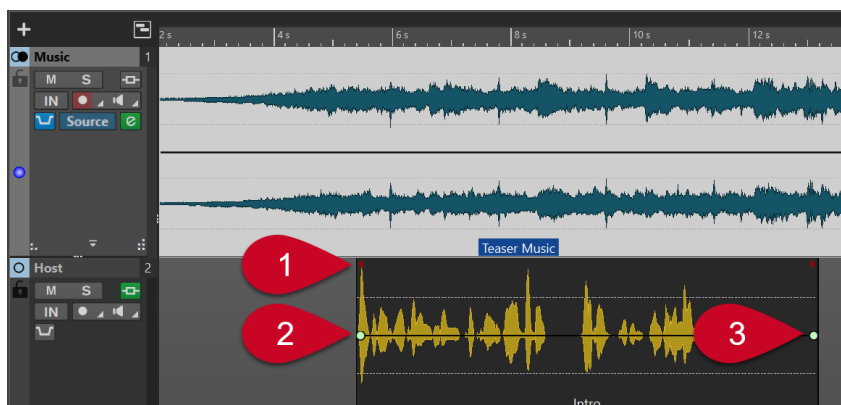 +
2 s 4 s 6 s 8 s 10 s 12 s
Music 1
M S
IN
Source e
Teaser Music
1
Host 2
M S
IN
2
3
Intro